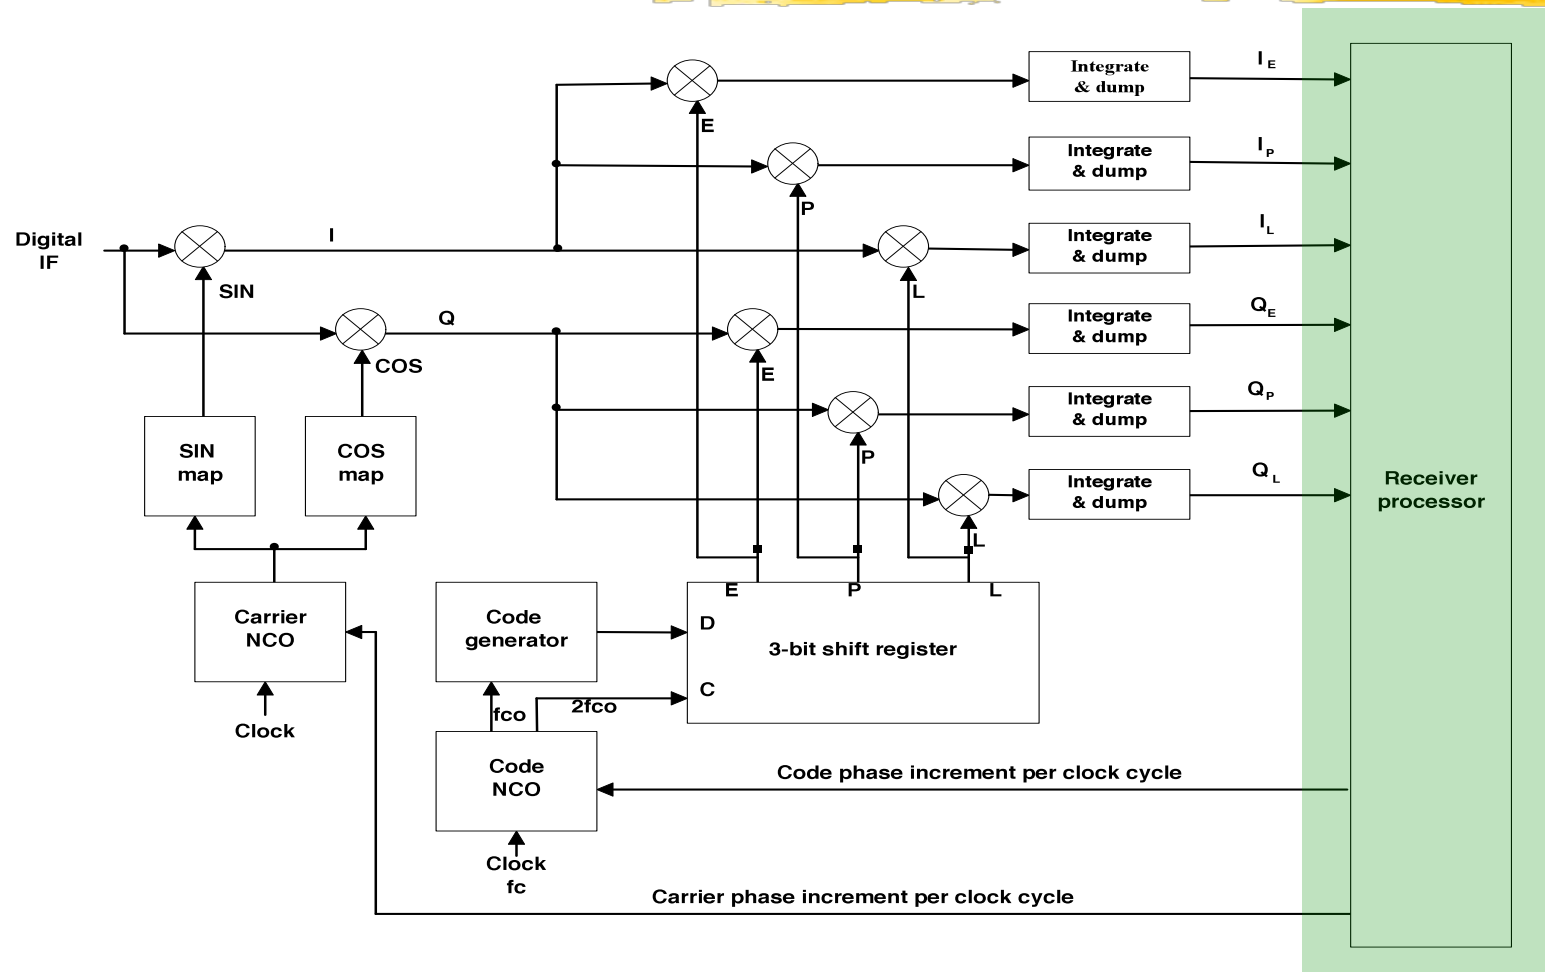 Integrate
& dump
I E
E
Integrate
& dump
I P
P
Digital
IF
I
SIN
Integrate
& dump
I L
L
Q
COS
Integrate
& dump
Q E
E
SIN
map
COS
map
Integrate
& dump
Q P
P
Integrate
& dump
Q L
L
Receiver
processor
Carrier
NCO
Clock
Code
generator
E P L
D
3-bit shift register
C
fco
2fco
Code
NCO
Code phase increment per clock cycle
Clock
fc
Carrier phase increment per clock cycle